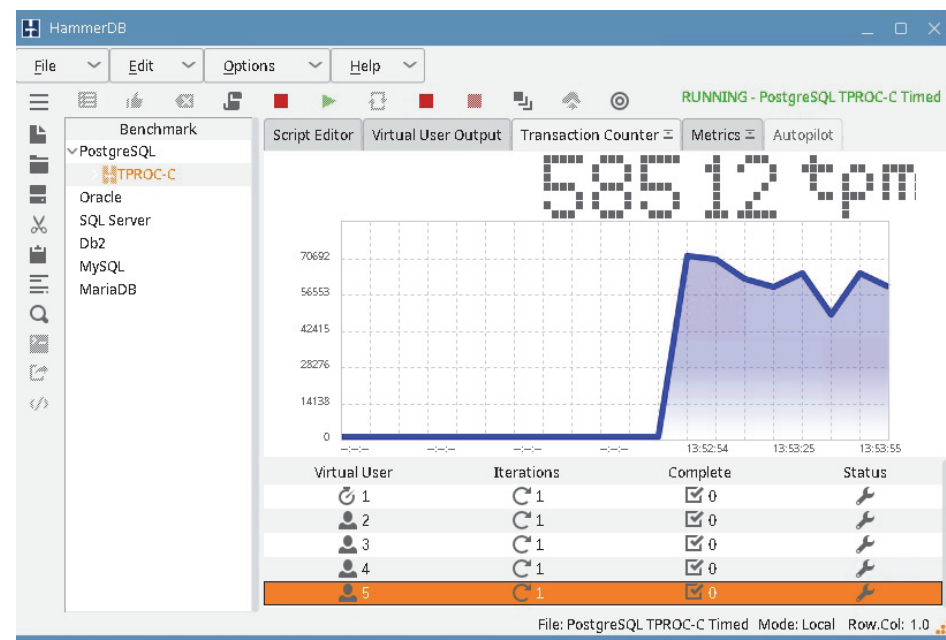 HammerDB
File Edit Options Help
RUNNING - PostgreSQL TPROC-C Timed
Benchmark
PostgreSQL
TPROC-C
Oracle
SQL Server
Db2
MySQL
MariaDB
Script Editor Virtual User Output Transaction Counter Metrics Autopilot
58512 tpm
70692
56553
42415
28276
14138
0
--:--:-- --:--:-- --:--:-- --:--:-- 13:52:54 13:53:25 13:53:55
Virtual User Iterations Complete Status
1 1 0
2 1 0
3 1 0
4 1 0
5 1 0
File: PostgreSQL TPROC-C Timed Mode: Local Row.Col: 1.0